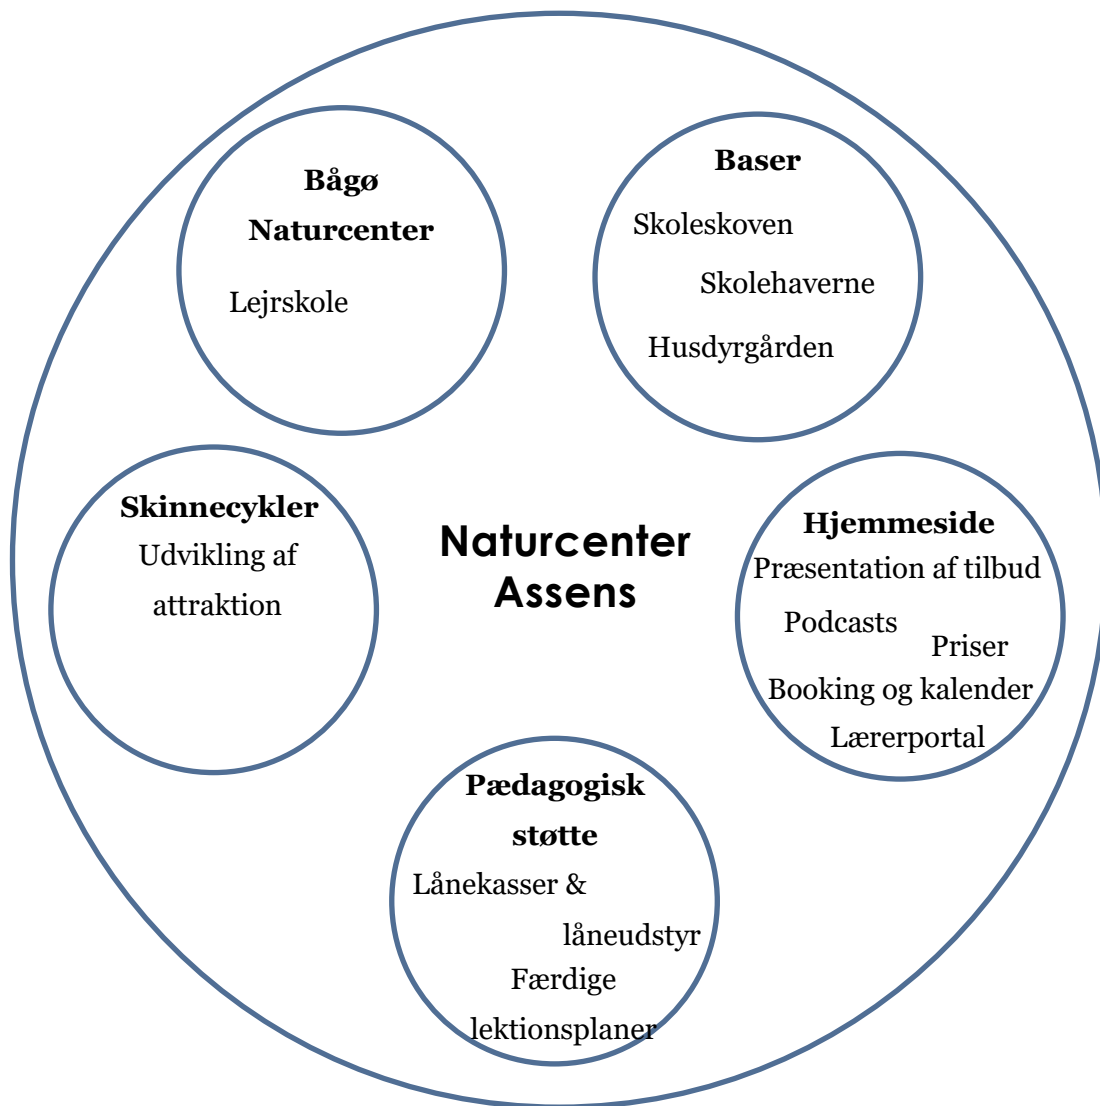 Bågø
Naturcenter
Lejrskole
Baser
Skoleskoven
Skolehaverne
Husdyrgården
Skinnecykler
Udvikling af
attraktion
Naturcenter
Assens
Hjemmeside
Præsentation af tilbud
Podcasts
Priser
Booking og kalender
Lærerportal
Pædagogisk
støtte
Lånekasser &
låneudstyr
Færdige
lektionsplaner